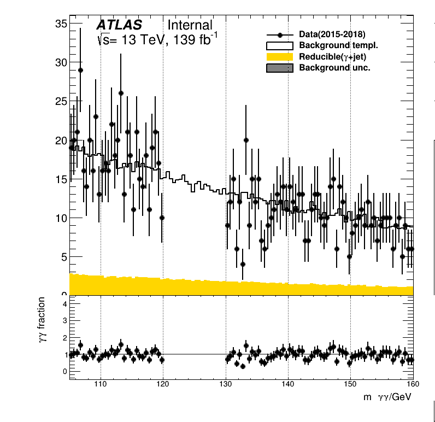 35
ATLAS Internal
√s= 13 TeV, 139 fb⁻¹
Data(2015-2018)
Background templ.
Reducible(γ+jet)
Background unc.
30
25
20
15
10
5
γγ fraction
4
3
2
1
0
110 120 130 140 150 160
m γγ/GeV